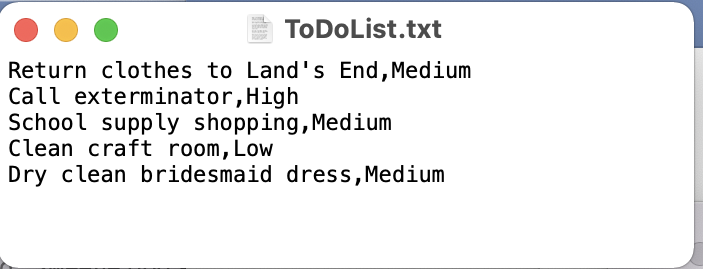 ToDoList.txt
Return clothes to Land's End,Medium
Call exterminator,High
School supply shopping,Medium
Clean craft room,Low
Dry clean bridesmaid dress,Medium